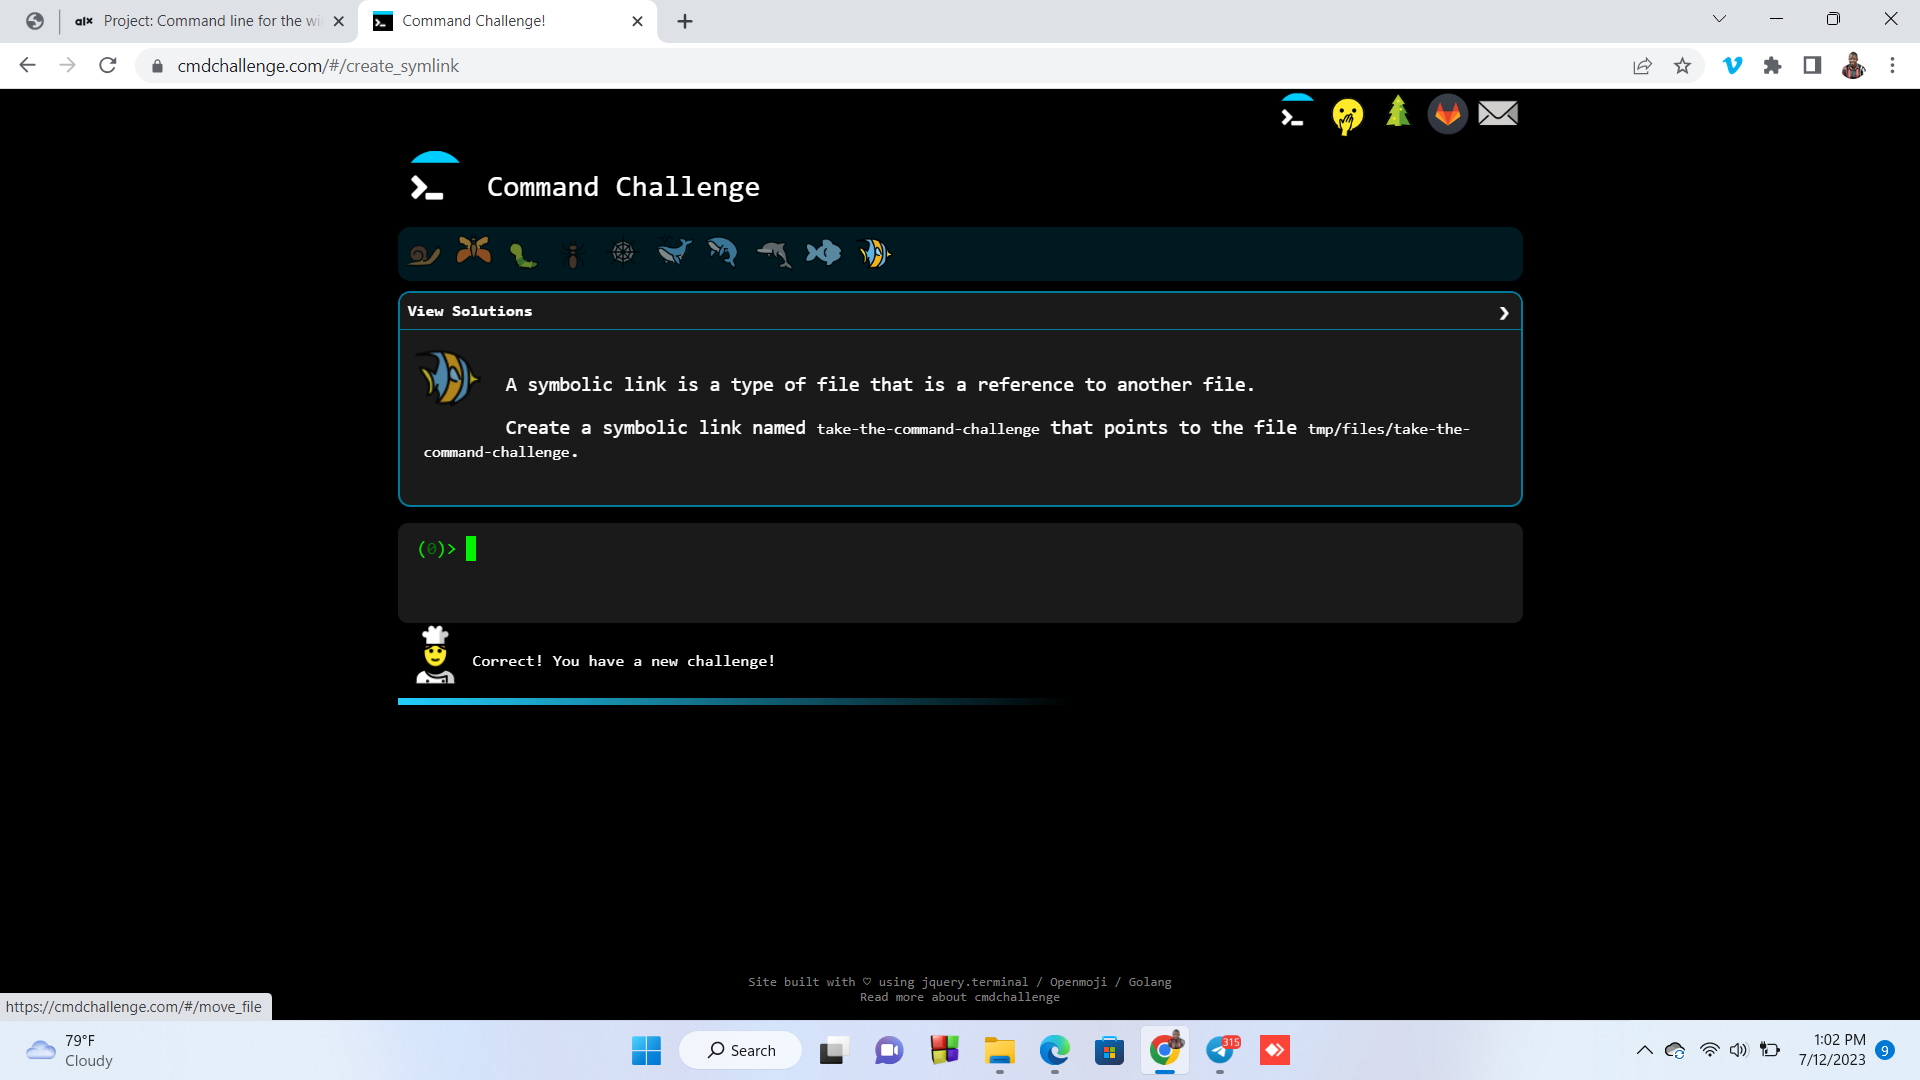 alx Project: Command line for the wi
Command Challenge!
cmdchallenge.com/#/create_symlink
Command Challenge
View Solutions
A symbolic link is a type of file that is a reference to another file.
Create a symbolic link named take-the-command-challenge that points to the file tmp/files/take-the-
command-challenge.
(0)>
Correct! You have a new challenge!
Site built with ♡ using jquery.terminal / Openmoji / Golang
Read more about cmdchallenge
https://cmdchallenge.com/#/move_file
79°F
Cloudy
Search
315
1:02 PM
7/12/2023
9